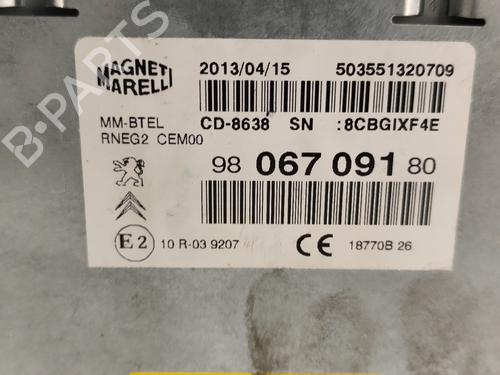 MAGNETI
MARELLI
2013/04/15 503551320709
MM-BTEL CD-8638 SN :8CBGIXF4E
RNEG2 CEM00
98 067 091 80
E2 10 R-03 9207 CE 18770B 26
B-PARTS